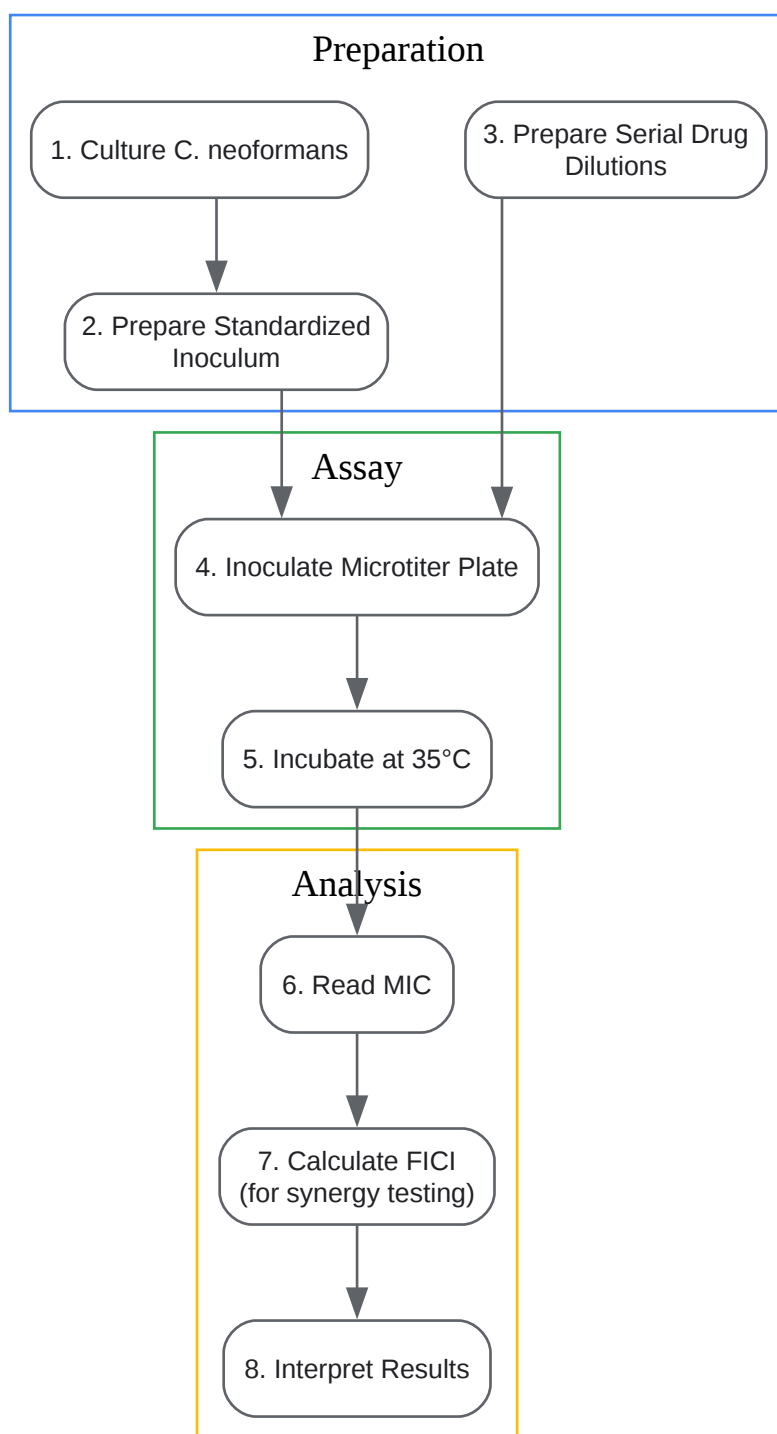 Preparation
1. Culture C. neoformans
3. Prepare Serial Drug
Dilutions
2. Prepare Standardized
Inoculum
Assay
4. Inoculate Microtiter Plate
5. Incubate at 35°C
Analysis
6. Read MIC
7. Calculate FICI
(for synergy testing)
8. Interpret Results